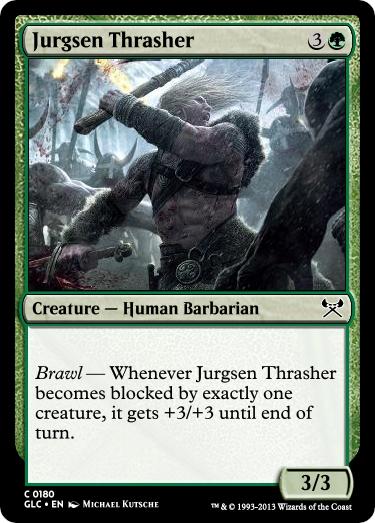 Jurgsen Thrasher 3
Creature — Human Barbarian
Brawl — Whenever Jurgsen Thrasher
becomes blocked by exactly one
creature, it gets +3/+3 until end of
turn.
3/3
C 0180
GLC • EN MICHAEL KUTSCHE
™ & © 1993-2013 Wizards of the Coast